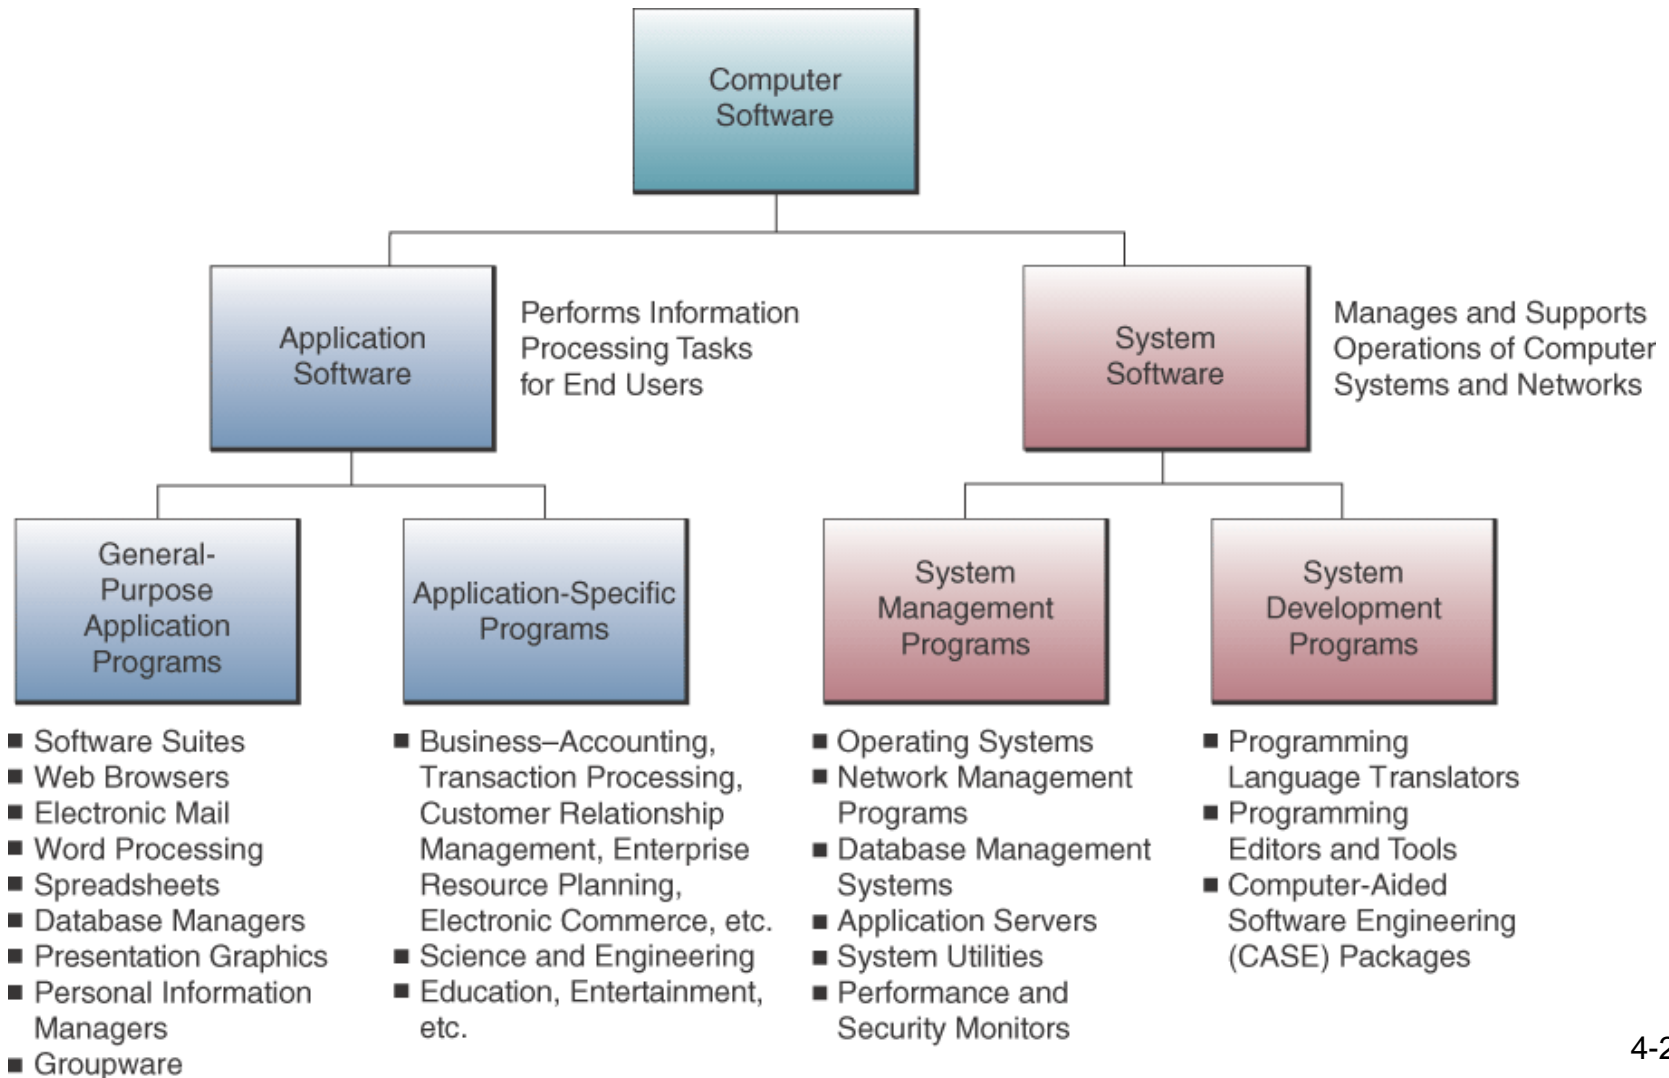 Computer
Software
Application
Software
Performs Information
Processing Tasks
for End Users
System
Software
Manages and Supports
Operations of Computer
Systems and Networks
General-
Purpose
Application
Programs
Application-Specific
Programs
System
Management
Programs
System
Development
Programs
■ Software Suites
■ Web Browsers
■ Electronic Mail
■ Word Processing
■ Spreadsheets
■ Database Managers
■ Presentation Graphics
■ Personal Information
Managers
■ Groupware
■ Business–Accounting,
Transaction Processing,
Customer Relationship
Management, Enterprise
Resource Planning,
Electronic Commerce, etc.
■ Science and Engineering
■ Education, Entertainment,
etc.
■ Operating Systems
■ Network Management
Programs
■ Database Management
Systems
■ Application Servers
■ System Utilities
■ Performance and
Security Monitors
■ Programming
Language Translators
■ Programming
Editors and Tools
■ Computer-Aided
Software Engineering
(CASE) Packages
4-2